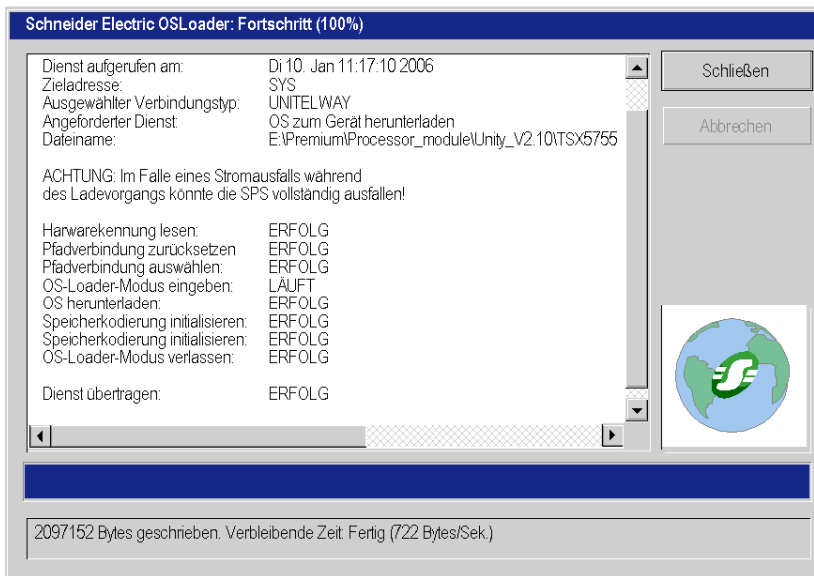 Schneider Electric OSLoader: Fortschritt (100%)
Dienst aufgerufen am: Di 10. Jan 11:17:10 2006
Zieladresse: SYS
Ausgewählter Verbindungstyp: UNITELWAY
Angeforderter Dienst: OS zum Gerät herunterladen
Dateiname: E:\Premium\Processor_module\Unity_V2.10\TSX5755
ACHTUNG: Im Falle eines Stromausfalls während
des Ladevorgangs könnte die SPS vollständig ausfallen!
Harwarekennung lesen: ERFOLG
Pfadverbindung zurücksetzen ERFOLG
Pfadverbindung auswählen: ERFOLG
OS-Loader-Modus eingeben: LÄUFT
OS herunterladen: ERFOLG
Speicherkodierung initialisieren: ERFOLG
Speicherkodierung initialisieren: ERFOLG
OS-Loader-Modus verlassen: ERFOLG
Dienst übertragen: ERFOLG
Schließen
Abbrechen
2097152 Bytes geschrieben. Verbleibende Zeit: Fertig (722 Bytes/Sek.)